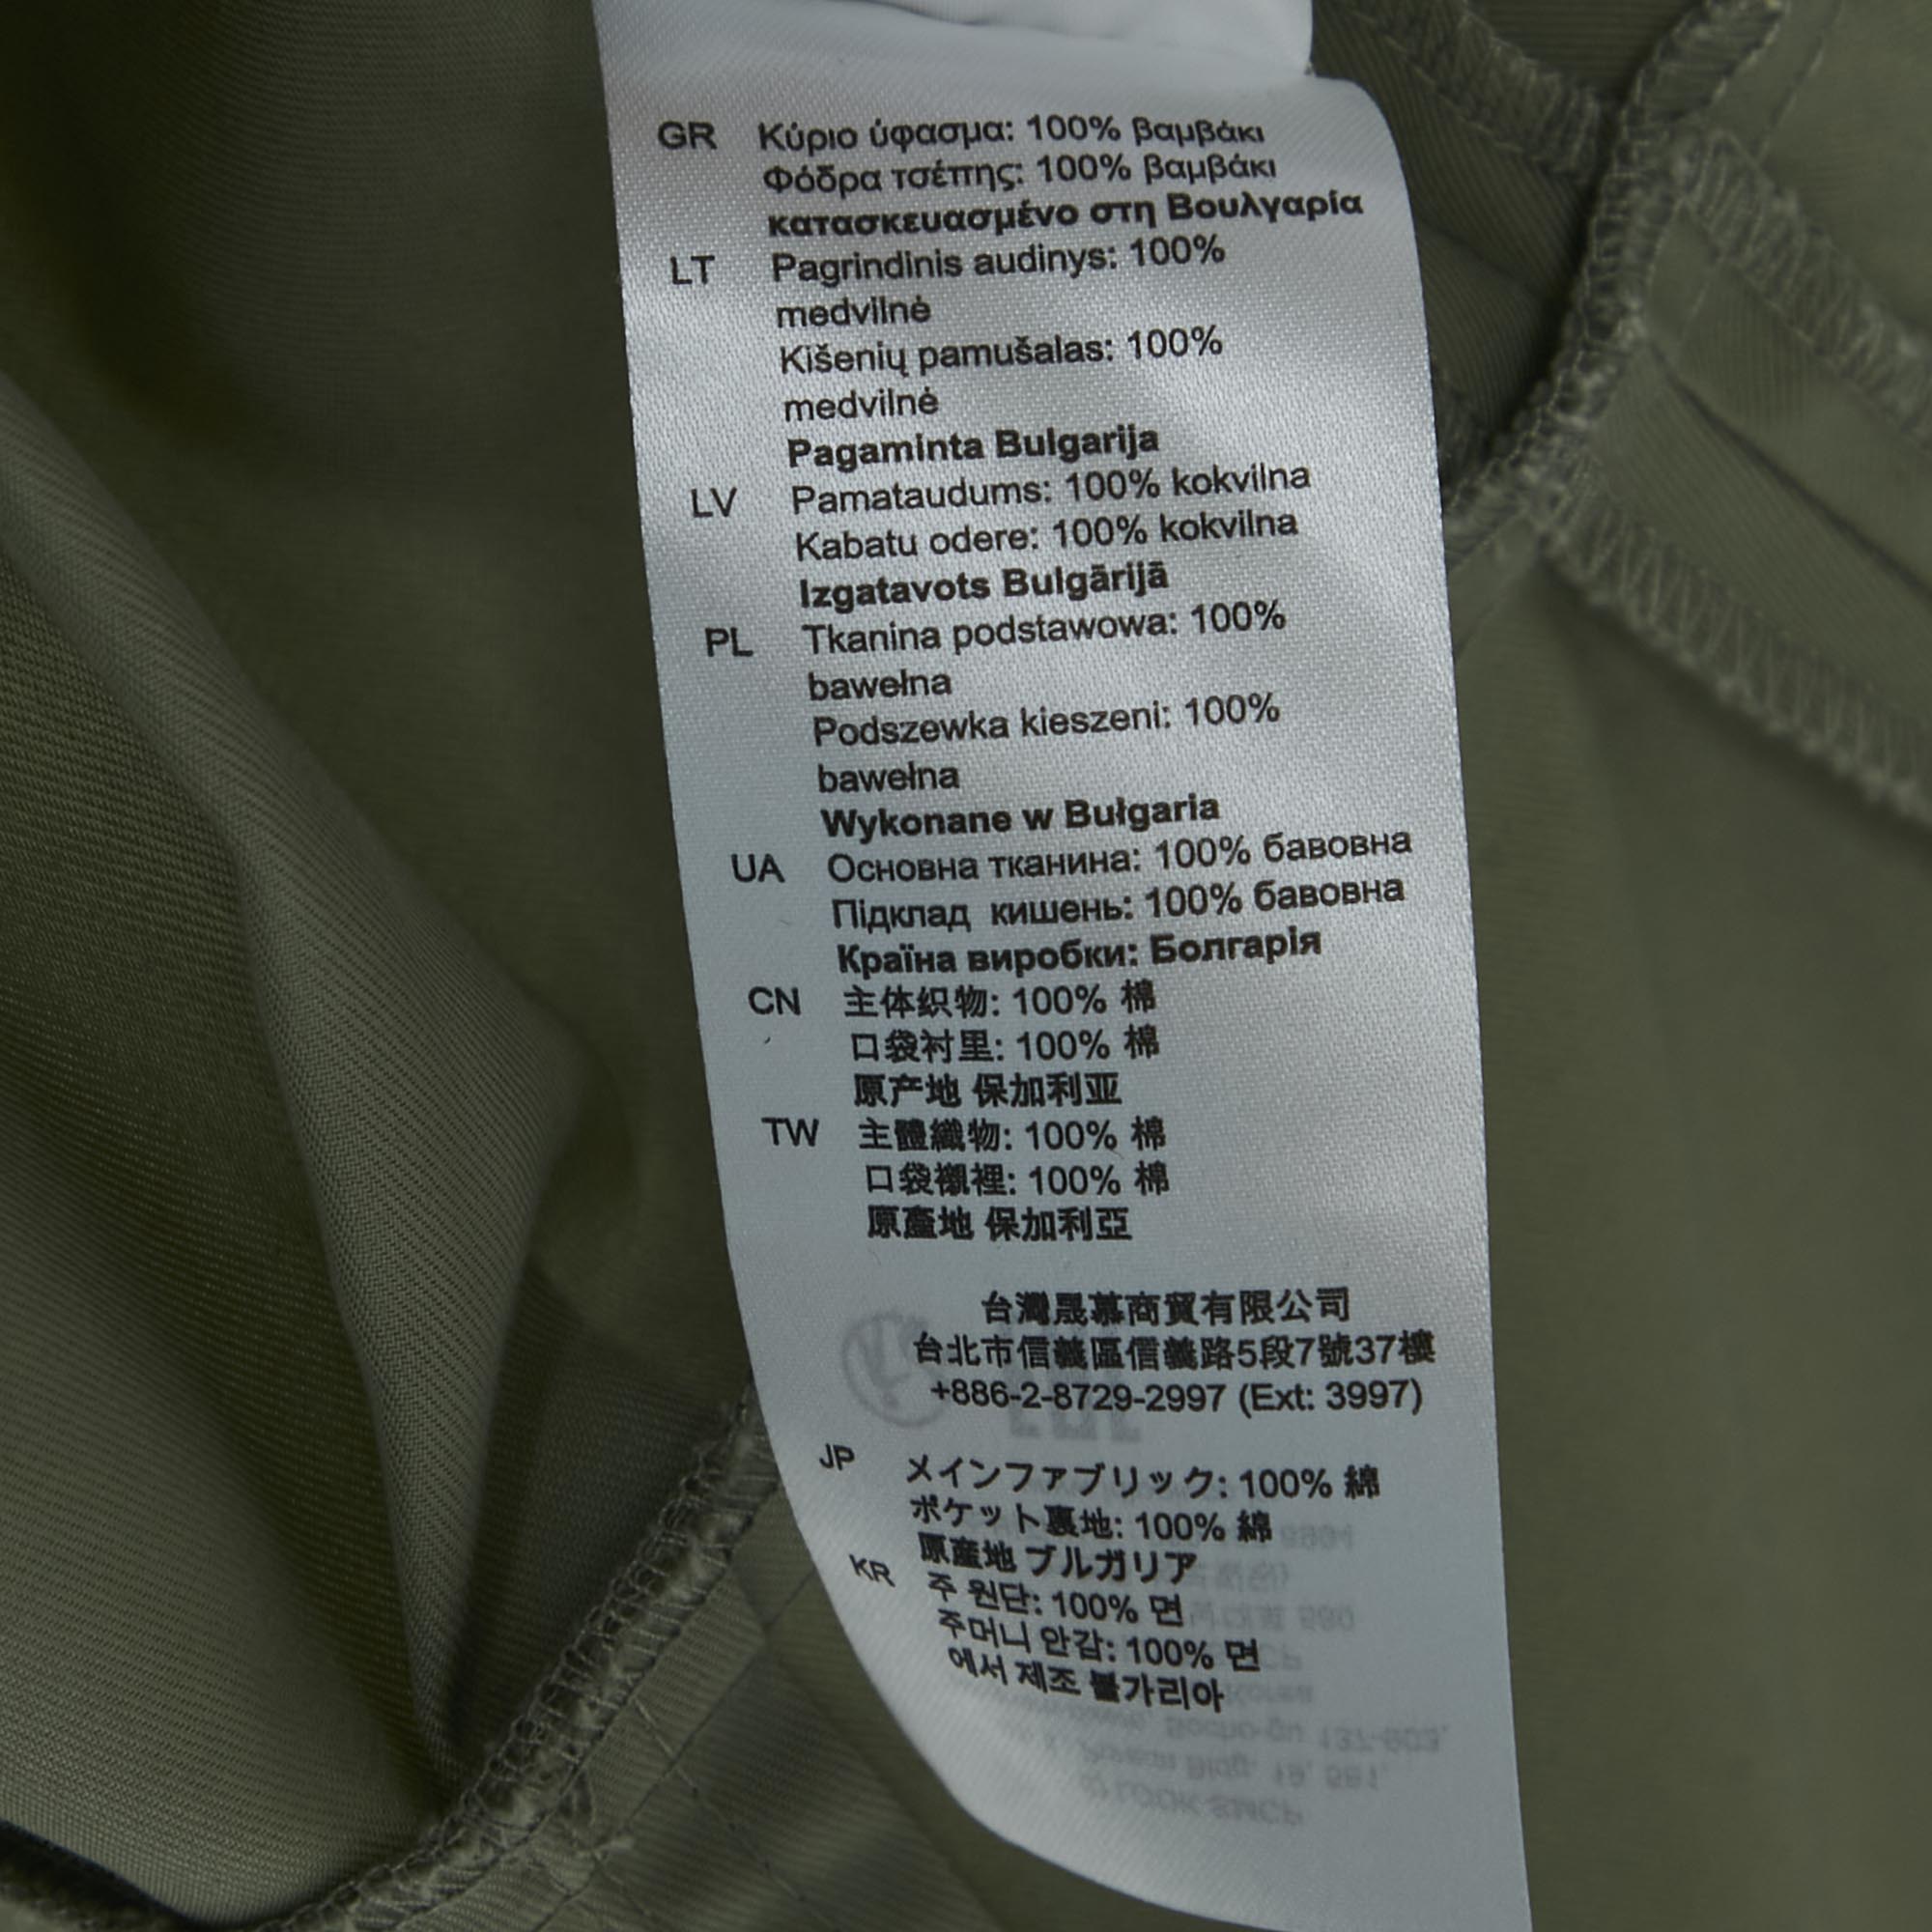 GR Κύριο ύφασμα: 100% βαμβάκι
Φόδρα τσέπης: 100% βαμβάκι
κατασκευασμένο στη Βουλγαρία
LT Pagrindinis audinys: 100%
medvilnė
Kišenių pamušalas: 100%
medvilnė
Pagaminta Bulgarija
LV Pamataudums: 100% kokvilna
Kabatu odere: 100% kokvilna
Izgatavots Bulgārijā
PL Tkanina podstawowa: 100%
bawełna
Podszewka kieszeni: 100%
bawełna
Wykonane w Bułgaria
UA Основна тканина: 100% бавовна
Підклад кишень: 100% бавовна
Країна виробки: Болгарія
CN 主体织物: 100% 棉
口袋衬里: 100% 棉
原产地 保加利亚
TW 主體織物: 100% 棉
口袋襯裡: 100% 棉
原產地 保加利亞
台灣晟慕商貿有限公司
台北市信義區信義路5段7號37樓
+886-2-8729-2997 (Ext: 3997)
JP メインファブリック: 100% 綿
ポケット裏地: 100% 綿
原産地 ブルガリア
KR 주 원단: 100% 면
주머니 안감: 100% 면
에서 제조 불가리아